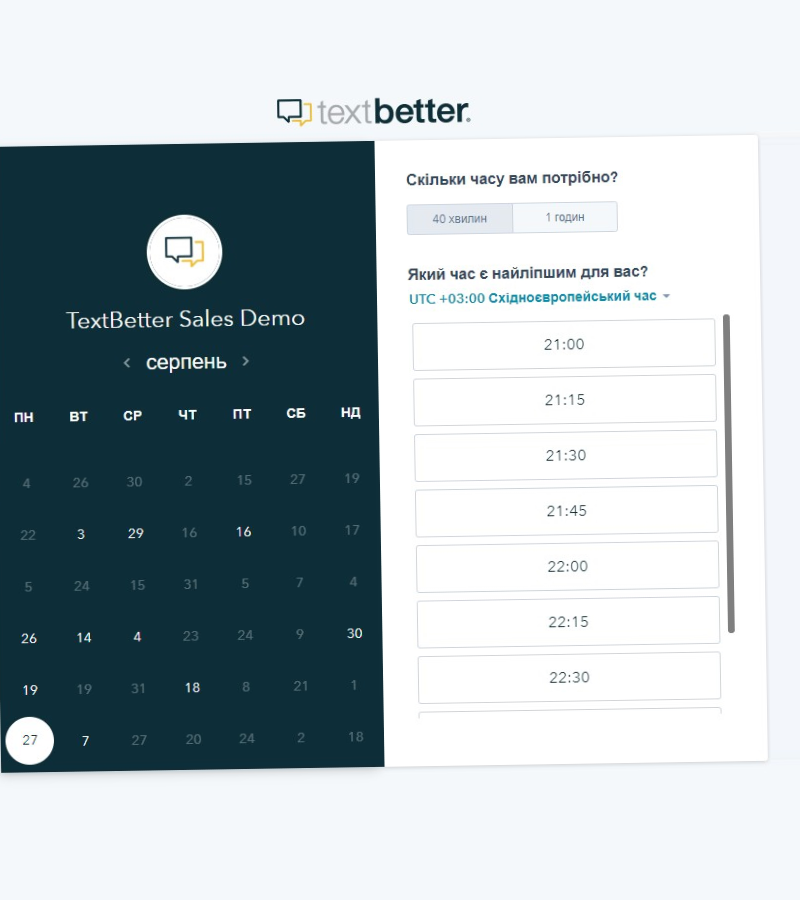 textbetter.
TextBetter Sales Demo
серпень
ПН ВТ СР ЧТ ПТ СБ НД
4 26 30 2 15 27 19
22 3 29 16 16 10 17
5 24 15 31 5 7 4
26 14 4 23 24 9 30
19 19 31 18 8 21 1
27 7 27 20 24 2 18
Скільки часу вам потрібно?
40 хвилин 1 годин
Який час є найліпшим для вас?
UTC +03:00 Східноєвропейський час
21:00
21:15
21:30
21:45
22:00
22:15
22:30